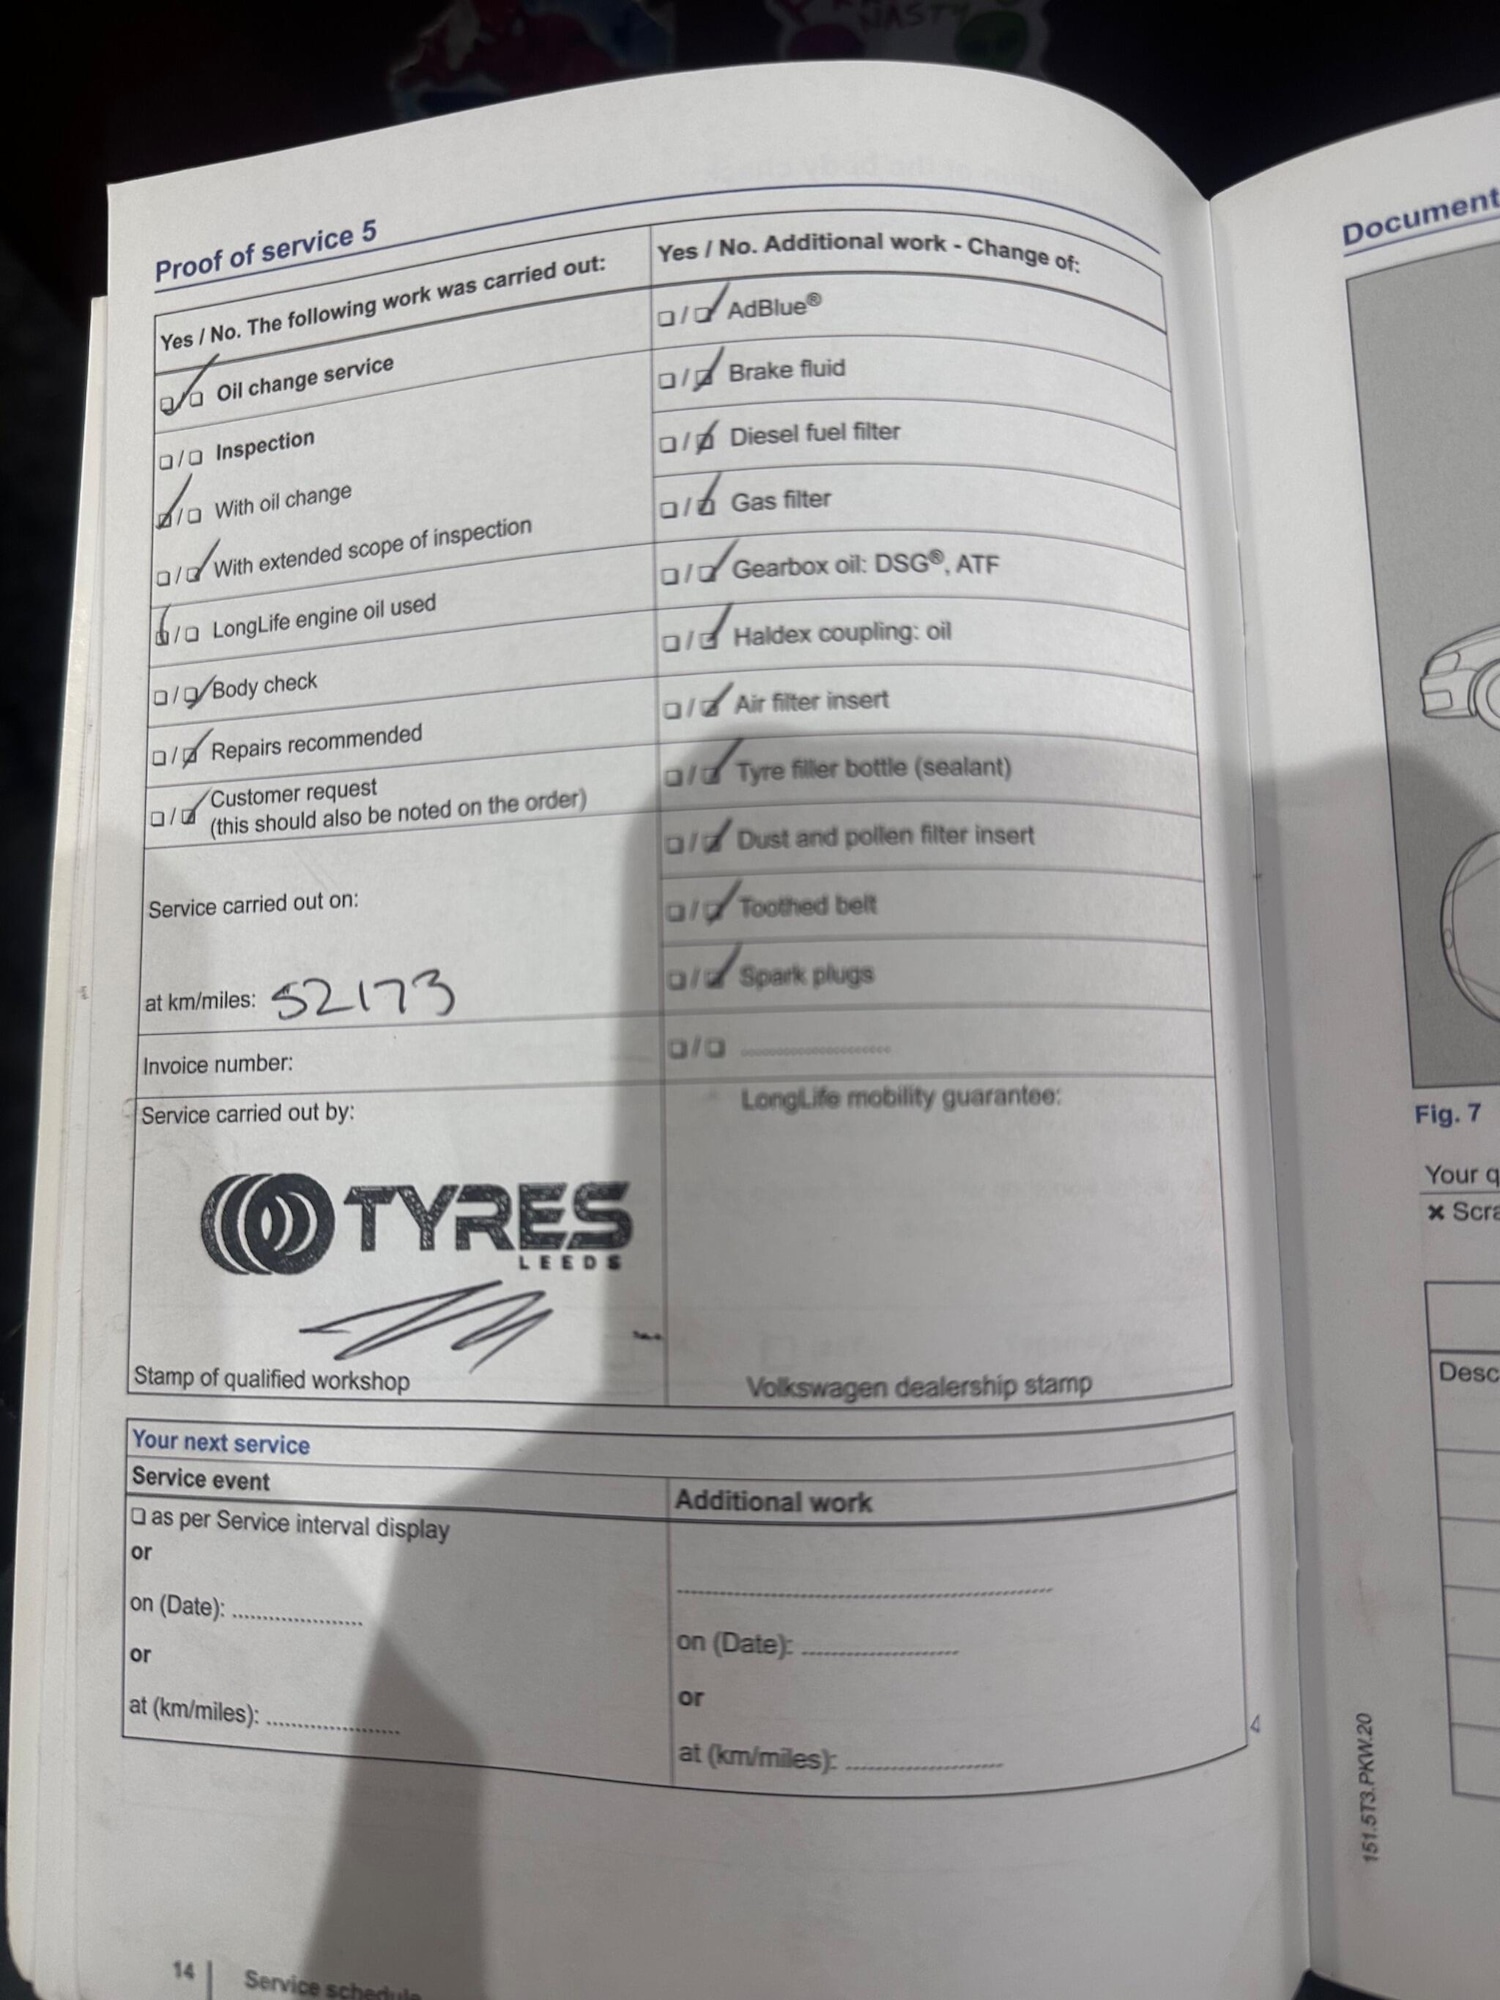 JASTY
Proof of service 5
Yes / No. The following work was carried out:
Oil change service
Inspection
With oil change
With extended scope of inspection
LongLife engine oil used
Body check
Repairs recommended
Customer request
(this should also be noted on the order)
Service carried out on:
at km/miles: 52173
Invoice number:
Service carried out by:
TYRES
LEEDS
Stamp of qualified workshop
Yes / No. Additional work - Change of:
AdBlue®
Brake fluid
Diesel fuel filter
Gas filter
Gearbox oil: DSG®, ATF
Haldex coupling: oil
Air filter insert
Tyre filler bottle (sealant)
Dust and pollen filter insert
Toothed belt
Spark plugs
LongLife mobility guarantee:
Volkswagen dealership stamp
Your next service
Service event
as per Service interval display
or
on (Date): ....................
or
at (km/miles): ....................
Additional work
on (Date): ....................
or
at (km/miles): ....................
14 | Service schedule
Document
Fig. 7
Your q
× Scra
Desc
151.5T3.PKW.20